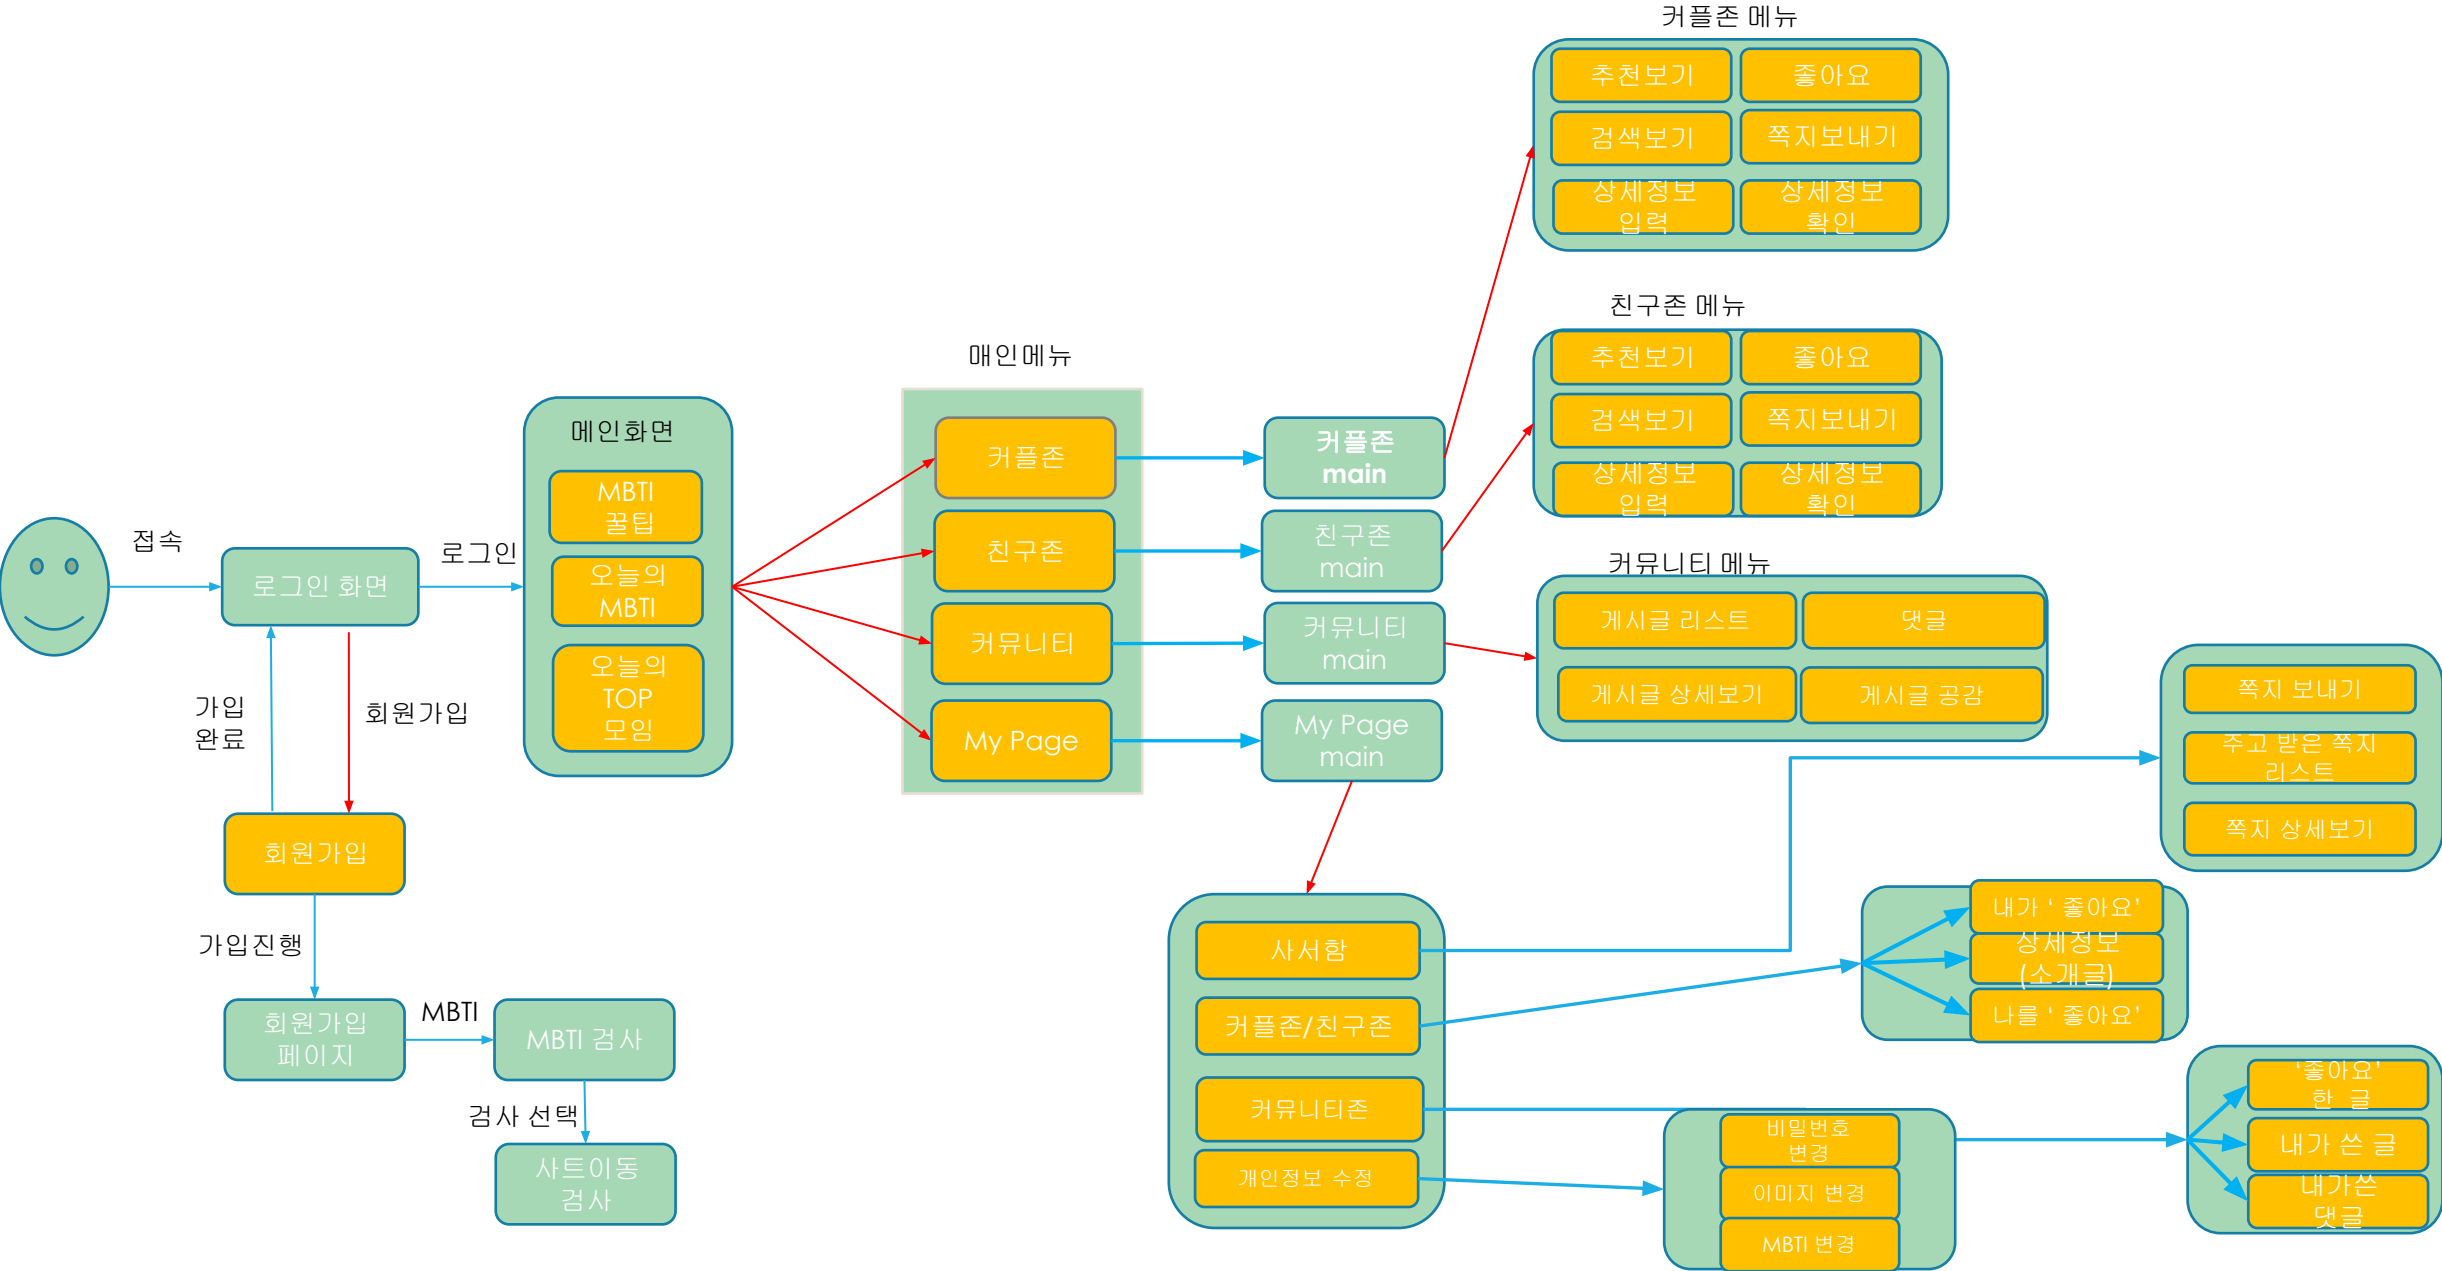 커플존 메뉴
추천보기
좋아요
검색보기
쪽지보내기
상세정보
입력
상세정보
확인
친구존 메뉴
추천보기
좋아요
검색보기
쪽지보내기
상세정보
입력
상세정보
확인
매인메뉴
커플존
친구존
커뮤니티
My Page
커플존
main
친구존
main
커뮤니티
main
My Page
main
메인화면
MBTI
꿀팁
오늘의
MBTI
오늘의
TOP
모임
접속
로그인 화면
로그인
가입
완료
회원가입
회원가입
가입진행
회원가입
페이지
MBTI
MBTI 검사
검사 선택
사트이동
검사
커뮤니티 메뉴
게시글 리스트
댓글
게시글 상세보기
게시글 공감
쪽지 보내기
주고 받은 쪽지
리스트
쪽지 상세보기
사서함
커플존/친구존
커뮤니티존
개인정보 수정
내가 ‘ 좋아요’
상세정보
(소개글)
나를 ‘ 좋아요’
비밀번호
변경
이미지 변경
MBTI 변경
‘좋아요’
한 글
내가 쓴 글
내가쓴
댓글